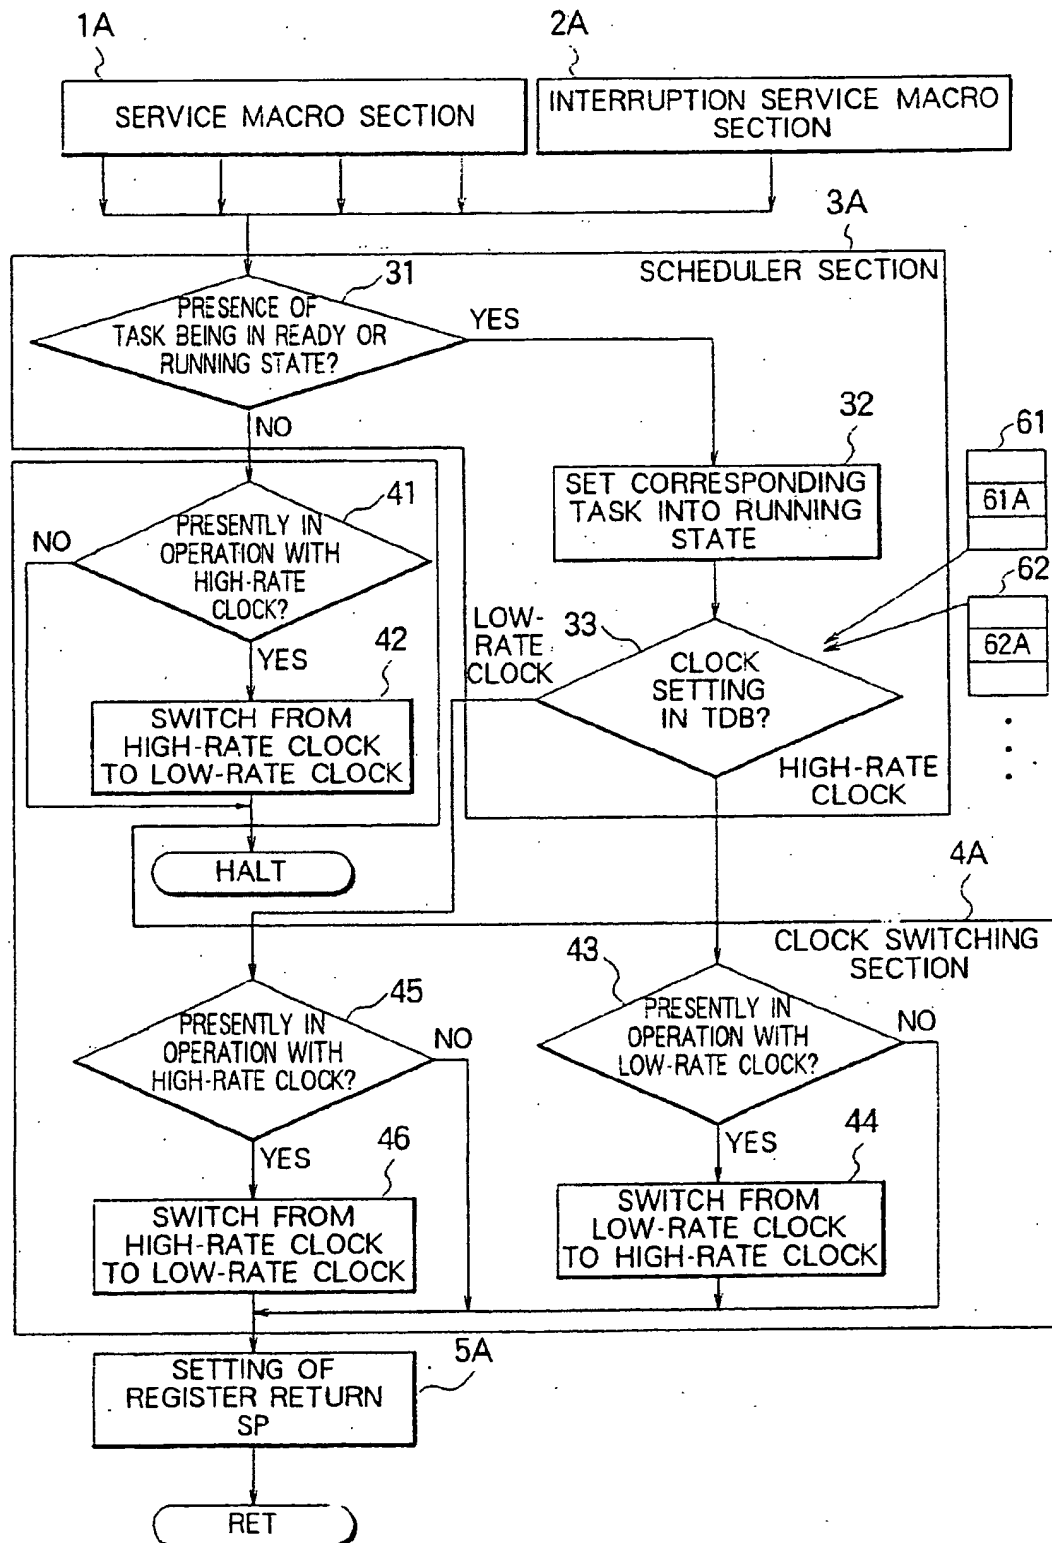 1A
2A
SERVICE MACRO SECTION
INTERRUPTION SERVICE MACRO
SECTION
3A
SCHEDULER SECTION
31
PRESENCE OF
TASK BEING IN READY OR
RUNNING STATE?
YES
NO
32
SET CORRESPONDING
TASK INTO RUNNING
STATE
61
61A
62
62A
41
PRESENTLY IN
OPERATION WITH
HIGH-RATE
CLOCK?
NO
YES
42
SWITCH FROM
HIGH-RATE CLOCK
TO LOW-RATE CLOCK
HALT
LOW-
RATE
CLOCK
33
CLOCK
SETTING
IN TDB?
HIGH-RATE
CLOCK
4A
CLOCK SWITCHING
SECTION
45
PRESENTLY IN
OPERATION WITH
HIGH-RATE CLOCK?
NO
YES
43
PRESENTLY IN
OPERATION WITH
LOW-RATE CLOCK?
NO
YES
46
SWITCH FROM
HIGH-RATE CLOCK
TO LOW-RATE CLOCK
44
SWITCH FROM
LOW-RATE CLOCK
TO HIGH-RATE CLOCK
5A
SETTING OF
REGISTER RETURN
SP
RET